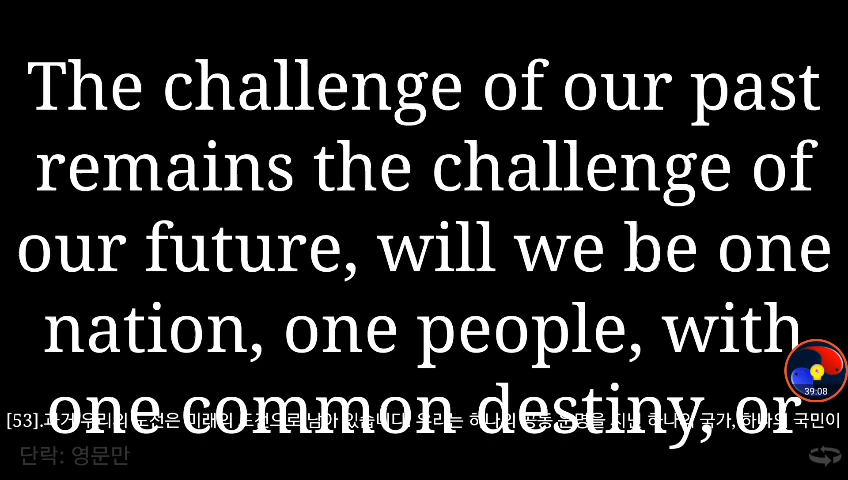 The challenge of our past
remains the challenge of
our future, will we be one
nation, one people, with
one common destiny, or
[53].과거 우리의 도전은 미래의 도전으로 남아 있습니다. 우리는 하나의 공동 운명을 지닌 하나의 국가, 하나의 국민이
단락: 영문만
39:08